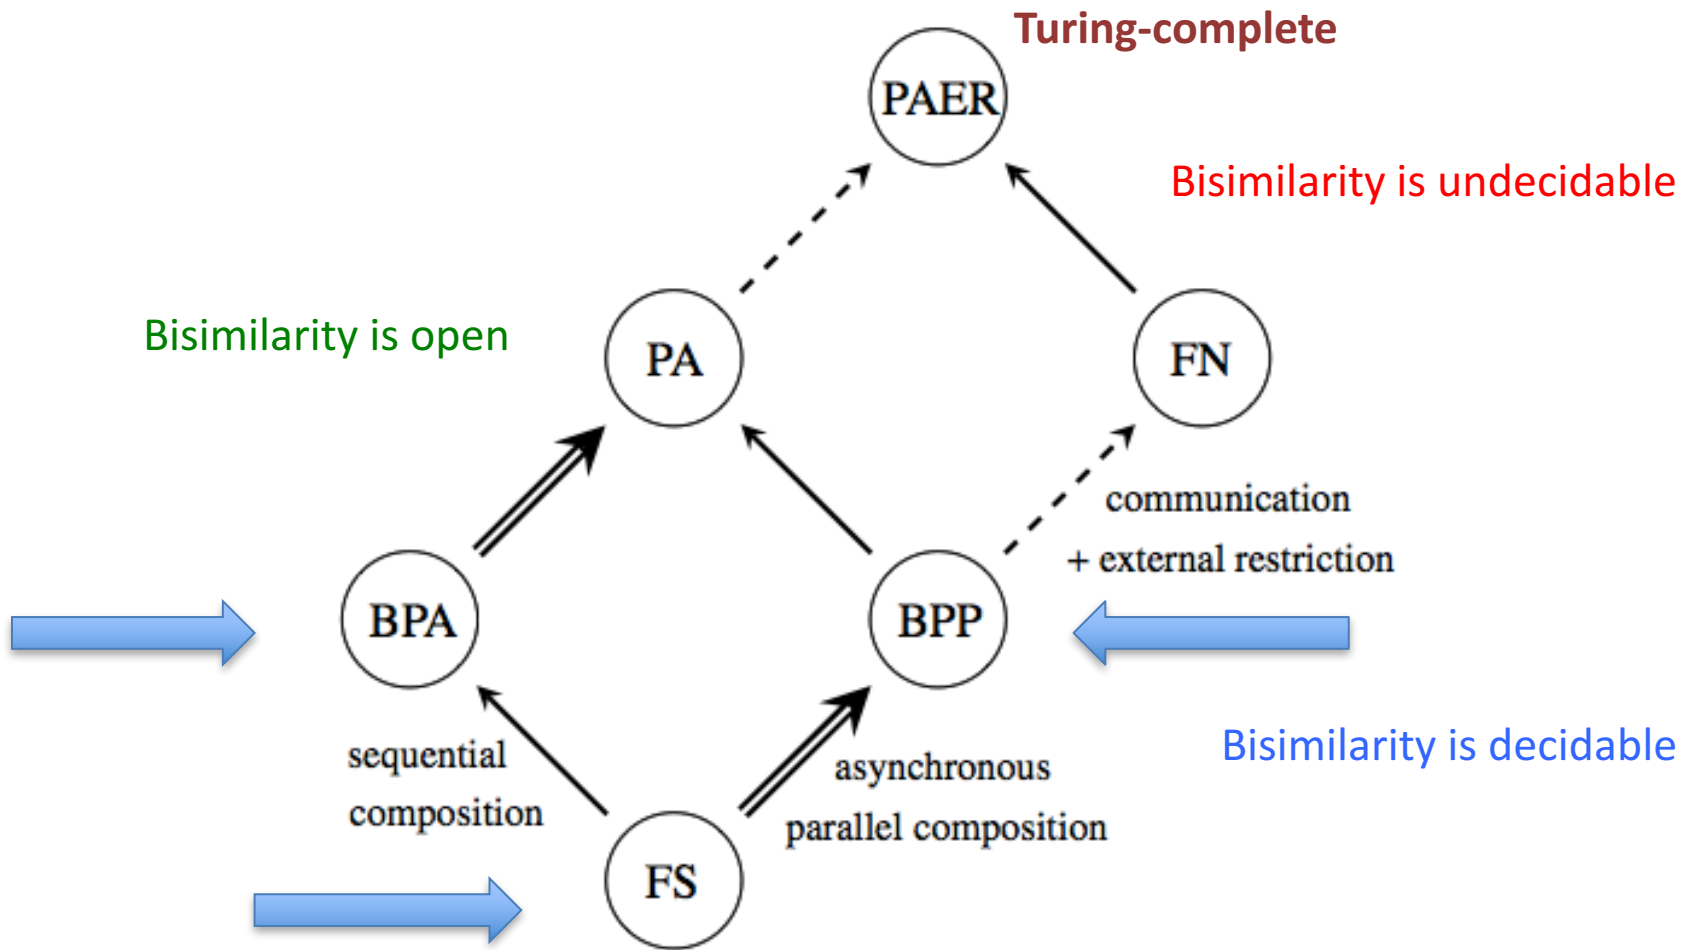 Turing-complete
PAER
Bisimilarity is undecidable
Bisimilarity is open
PA
FN
communication
+ external restriction
BPA
BPP
sequential
composition
asynchronous
parallel composition
Bisimilarity is decidable
FS